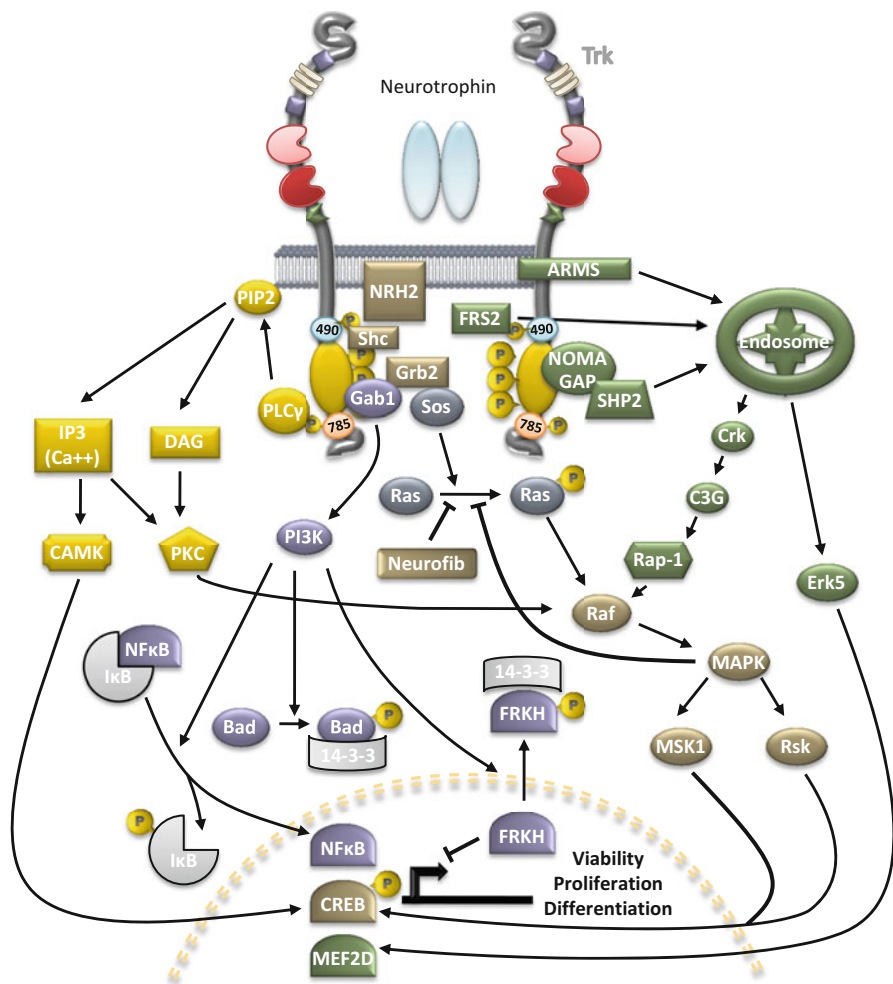 Trk
Neurotrophin
ARMS
NRH2
PIP2
FRS2
490
P
Shc
P
490
Endosome
P
P
Grb2
NOMA
GAP
P
P
Gab1
SHP2
PLCγ
Sos
P
P
785
785
P
Crk
IP3
(Ca++)
DAG
P
Ras
Ras
C3G
PI3K
CAMK
PKC
Neurofib
Rap-1
Erk5
Raf
NFκB
IκB
14-3-3
MAPK
P
FRKH
P
Bad
Bad
14-3-3
MSK1
Rsk
P
IκB
NFκB
FRKH
Viability
Proliferation
Differentiation
P
CREB
MEF2D